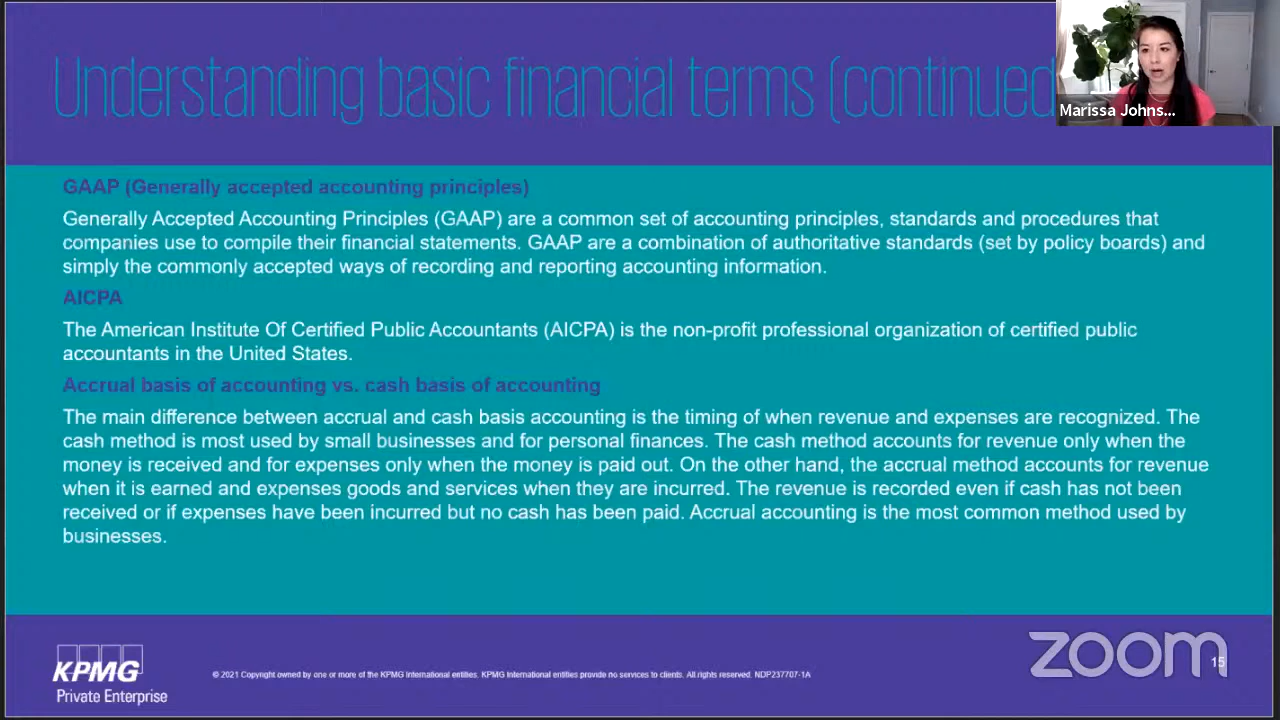 Understanding basic financial terms (continued
Marissa Johns...
GAAP (Generally accepted accounting principles)
Generally Accepted Accounting Principles (GAAP) are a common set of accounting principles, standards and procedures that
companies use to compile their financial statements. GAAP are a combination of authoritative standards (set by policy boards) and
simply the commonly accepted ways of recording and reporting accounting information.
AICPA
The American Institute Of Certified Public Accountants (AICPA) is the non-profit professional organization of certified public
accountants in the United States.
Accrual basis of accounting vs. cash basis of accounting
The main difference between accrual and cash basis accounting is the timing of when revenue and expenses are recognized. The
cash method is most used by small businesses and for personal finances. The cash method accounts for revenue only when the
money is received and for expenses only when the money is paid out. On the other hand, the accrual method accounts for revenue
when it is earned and expenses goods and services when they are incurred. The revenue is recorded even if cash has not been
received or if expenses have been incurred but no cash has been paid. Accrual accounting is the most common method used by
businesses.
KPMG
Private Enterprise
© 2021 Copyright owned by one or more of the KPMG International entities. KPMG International entities provide no services to clients. All rights reserved. NDP237707-1A
zoom
15